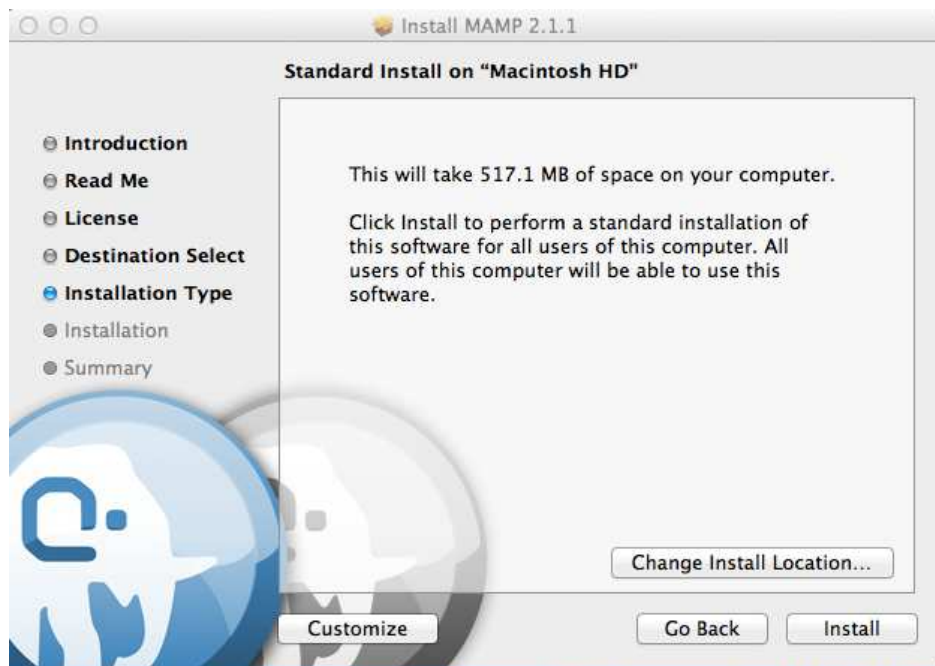 Install MAMP 2.1.1
Standard Install on “Macintosh HD”
Introduction
Read Me
License
Destination Select
Installation Type
Installation
Summary
This will take 517.1 MB of space on your computer.
Click Install to perform a standard installation of
this software for all users of this computer. All
users of this computer will be able to use this
software.
Change Install Location...
Customize
Go Back
Install